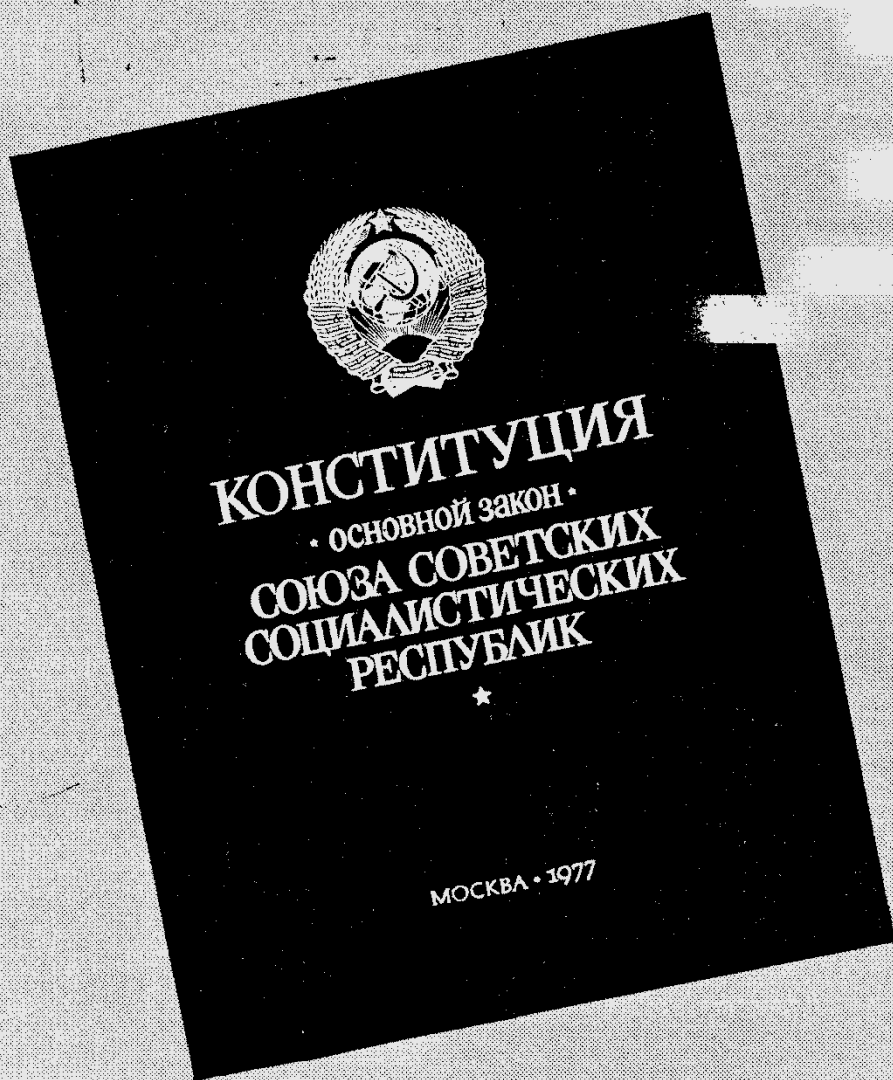 КОНСТИТУЦИЯ
• основной закон •
СОЮЗА СОВЕТСКИХ
СОЦИАЛИСТИЧЕСКИХ
РЕСПУБЛИК
МОСКВА • 1977